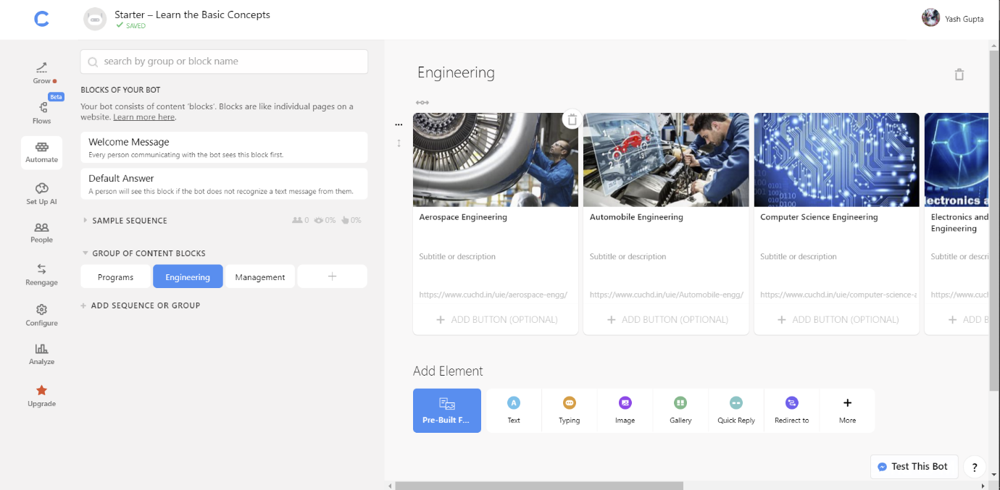 Starter – Learn the Basic Concepts
SAVED
Yash Gupta
Grow
Beta
Flows
Automate
Set Up AI
People
Reengage
Configure
Analyze
Upgrade
search by group or block name
BLOCKS OF YOUR BOT
Your bot consists of content 'blocks'. Blocks are like individual pages on a
website. Learn more here.
Welcome Message
Every person communicating with the bot sees this block first.
Default Answer
A person will see this block if the bot does not recognize a text message from them.
SAMPLE SEQUENCE 0 0% 0%
GROUP OF CONTENT BLOCKS
Programs Engineering Management +
+ ADD SEQUENCE OR GROUP
Engineering
Aerospace Engineering
Subtitle or description
https://www.cuchd.in/uie/aerospace-engg/
+ ADD BUTTON (OPTIONAL)
Automobile Engineering
Subtitle or description
https://www.cuchd.in/uie/Automobile-engg/
+ ADD BUTTON (OPTIONAL)
Computer Science Engineering
Subtitle or description
https://www.cuchd.in/uie/computer-science-
+ ADD BUTTON (OPTIONAL)
lectronics a
Electronics and
Engineering
Subtitle or descri
https://www.cuc
+ ADD B
Add Element
Pre-Built F...
Text
Typing
Image
Gallery
Quick Reply
Redirect to
More
Test This Bot
?